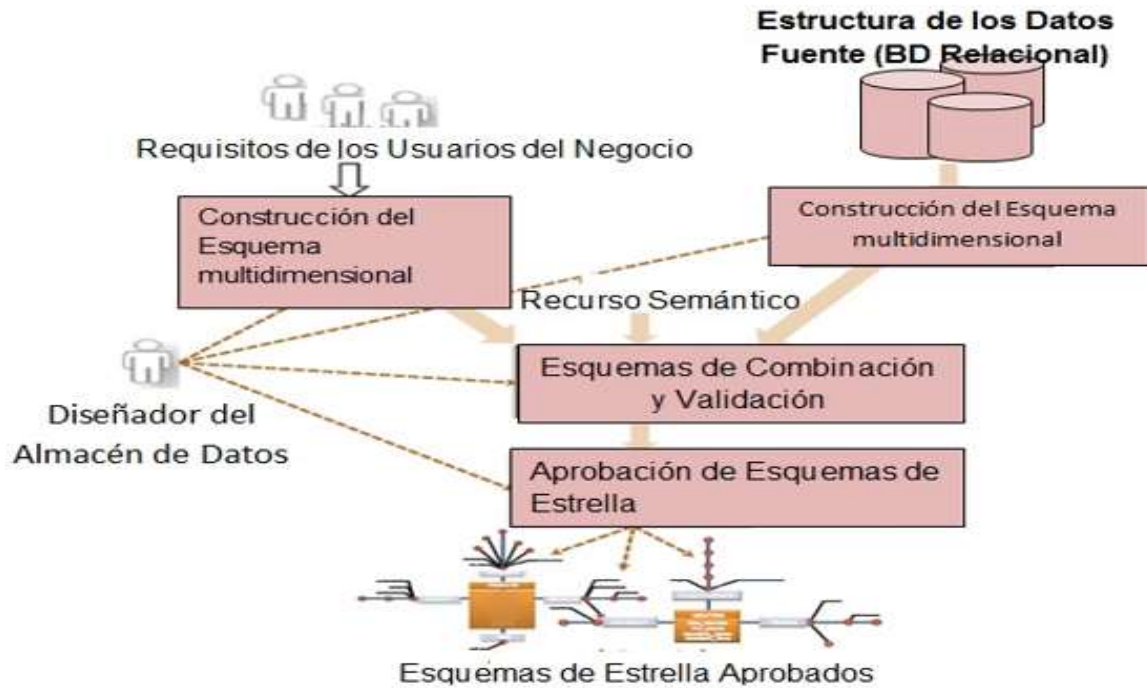 Estructura de los Datos
Fuente (BD Relacional)
Requisitos de los Usuarios del Negocio
Construcción del
Esquema
multidimensional
Construcción del Esquema
multidimensional
Recurso Semántico
Esquemas de Combinación
y Validación
Diseñador del
Almacén de Datos
Aprobación de Esquemas de
Estrella
Esquemas de Estrella Aprobados